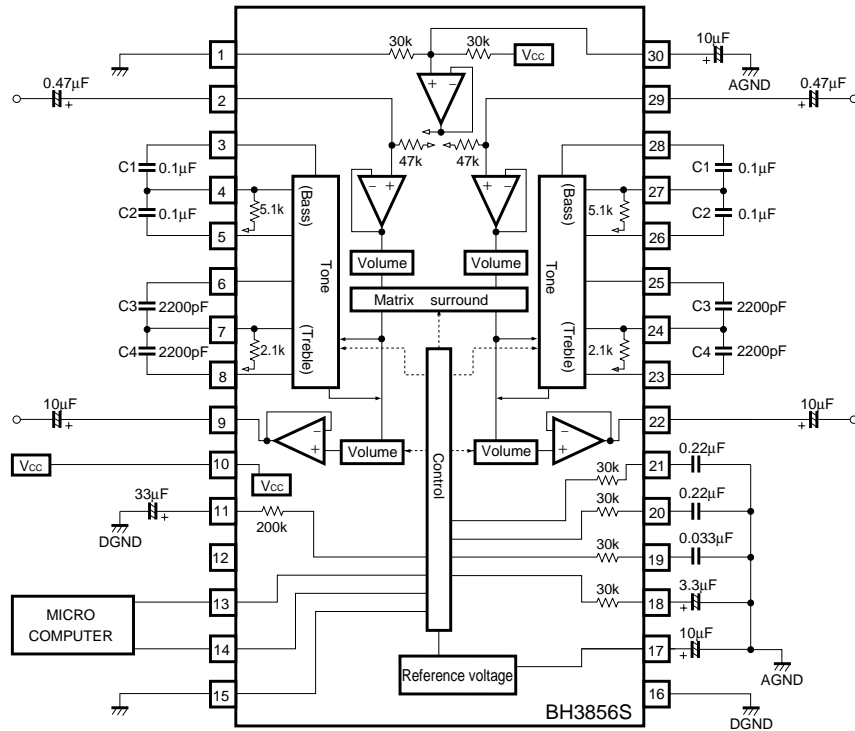 1
30k
30k
Vcc
30
10μF
+
AGND
0.47μF
+
2
+
−
29
0.47μF
+
3
47k
47k
28
C1
0.1μF
4
(Bass)
−
+
+
−
(Bass)
27
C1
0.1μF
C2
0.1μF
5.1k
5.1k
C2
0.1μF
5
26
Volume
Volume
6
Tone
Tone
25
C3
2200pF
Matrix surround
C3
2200pF
7
(Treble)
(Treble)
24
C4
2200pF
2.1k
2.1k
C4
2200pF
8
23
10μF
+
9
−
+
Volume
Volume
−
+
22
10μF
+
Vcc
10
Vcc
Control
30k
21
0.22μF
33μF
+
DGND
11
200k
30k
20
0.22μF
12
30k
19
0.033μF
MICRO
COMPUTER
13
30k
18
3.3μF
+
14
Reference voltage
17
10μF
+
AGND
15
16
DGND
BH3856S